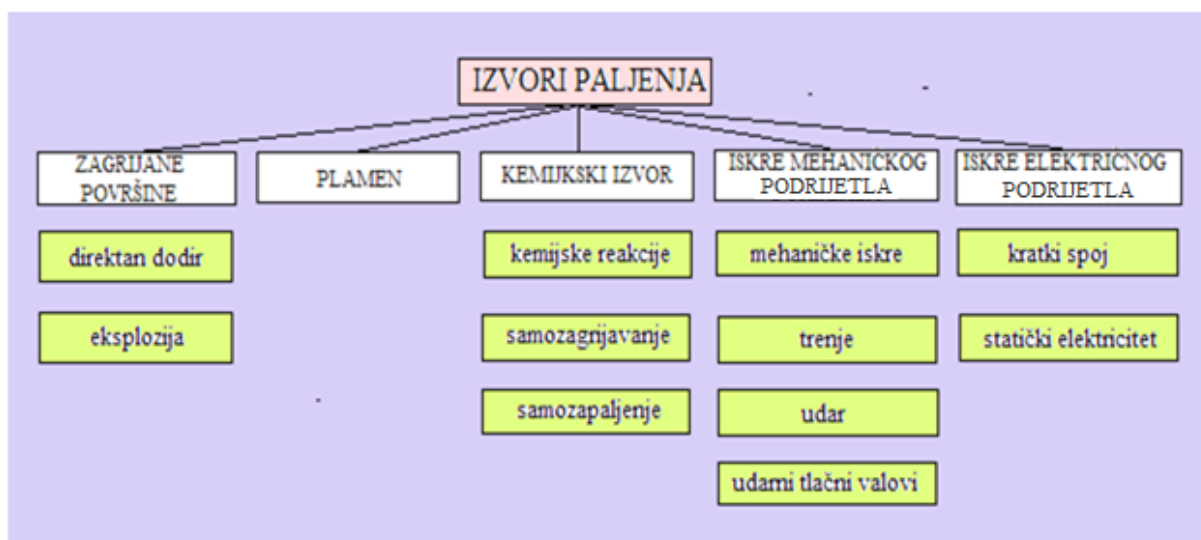 IZVORI PALJENJA
ZAGRIJANE
POVRŠINE
PLAMEN
KEMIJKSKI IZVOR
ISKRE MEHANIČKOG
PODRIJETLA
ISKRE ELEKTRIČNOG
PODRIJETLA
direktan dodir
eksplozija
kemijske reakcije
samozagrijavanje
samozapaljenje
mehaničke iskre
trenje
udar
udarni tlačni valovi
kratki spoj
statički elektricitet